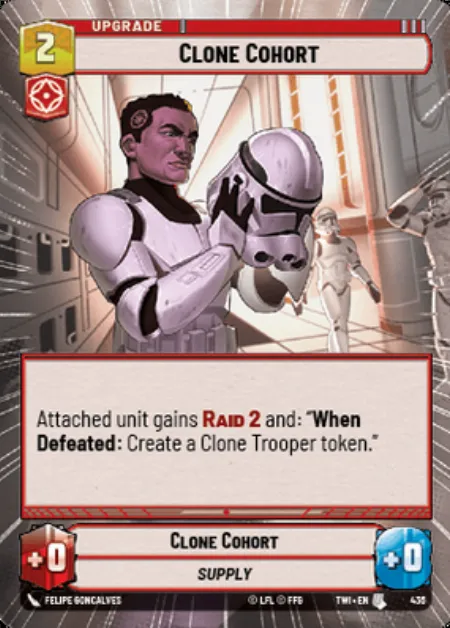 UPGRADE
2
CLONE COHORT
Attached unit gains RAID 2 and: "When
Defeated: Create a Clone Trooper token."
+0
CLONE COHORT
+0
SUPPLY
FELIPE GONCALVES
© LFL © FFG
TWI • EN
438